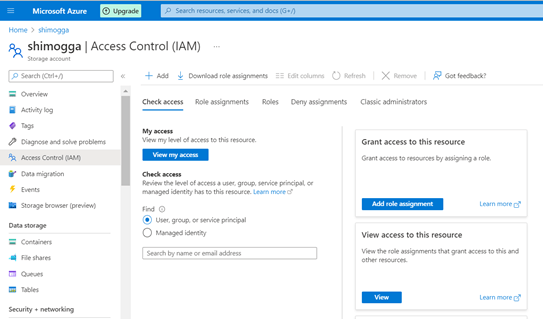 Microsoft Azure
Upgrade
Search resources, services, and docs (G+/)
Home > shimogga >
shimogga | Access Control (IAM) ...
Storage account
Search (Ctrl+/) «
Overview
Activity log
Tags
Diagnose and solve problems
Access Control (IAM)
Data migration
Events
Storage browser (preview)
Data storage
Containers
File shares
Queues
Tables
Security + networking
+ Add Download role assignments Edit columns Refresh Remove Got feedback?
Check access Role assignments Roles Deny assignments Classic administrators
My access
View my level of access to this resource.
View my access
Check access
Review the level of access a user, group, service principal, or
managed identity has to this resource. Learn more
Find
User, group, or service principal
Managed identity
Search by name or email address
Grant access to this resource
Grant access to resources by assigning a role.
Add role assignment Learn more
View access to this resource
View the role assignments that grant access to this and
other resources.
View Learn more